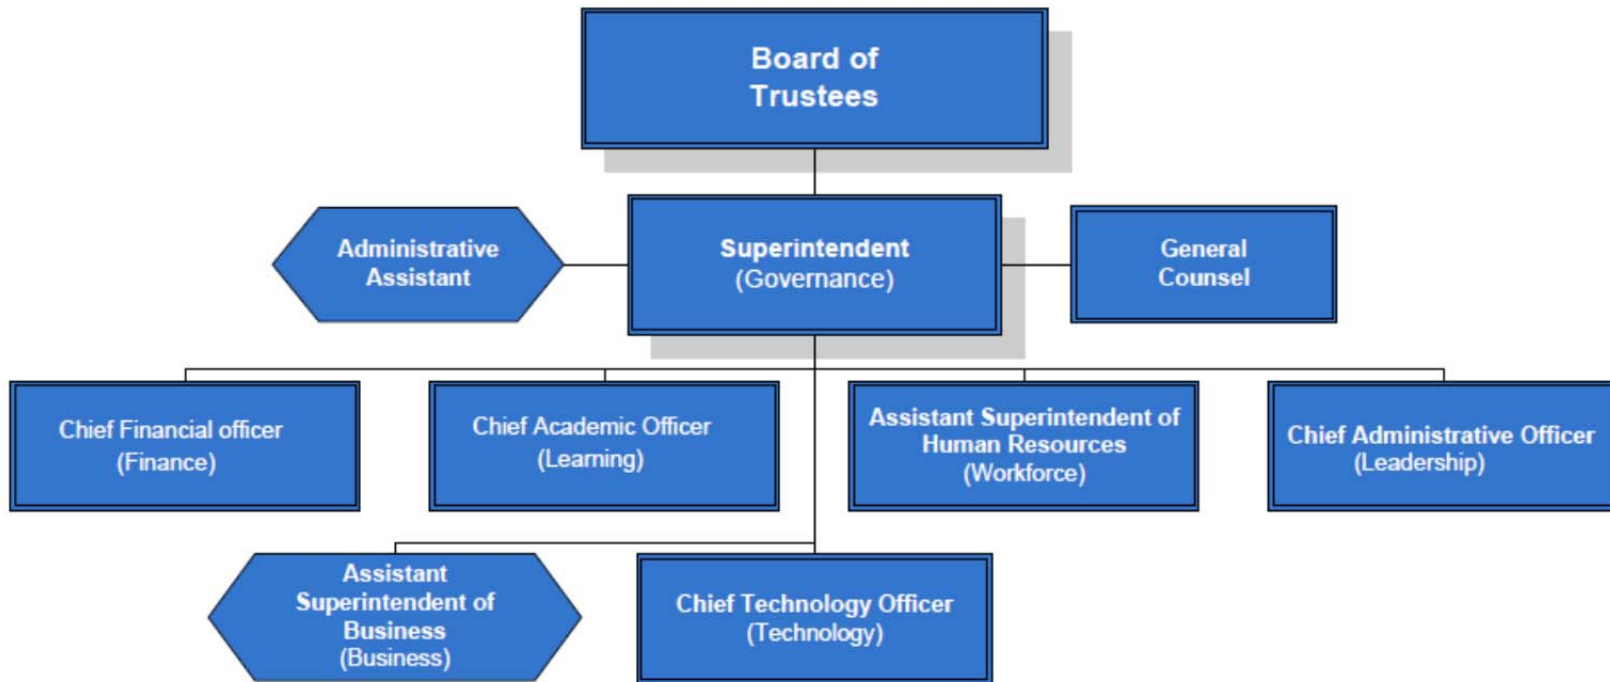 Board of
Trustees
Administrative
Assistant
Superintendent
(Governance)
General
Counsel
Chief Financial officer
(Finance)
Chief Academic Officer
(Learning)
Assistant Superintendent of
Human Resources
(Workforce)
Chief Administrative Officer
(Leadership)
Assistant
Superintendent of
Business
(Business)
Chief Technology Officer
(Technology)